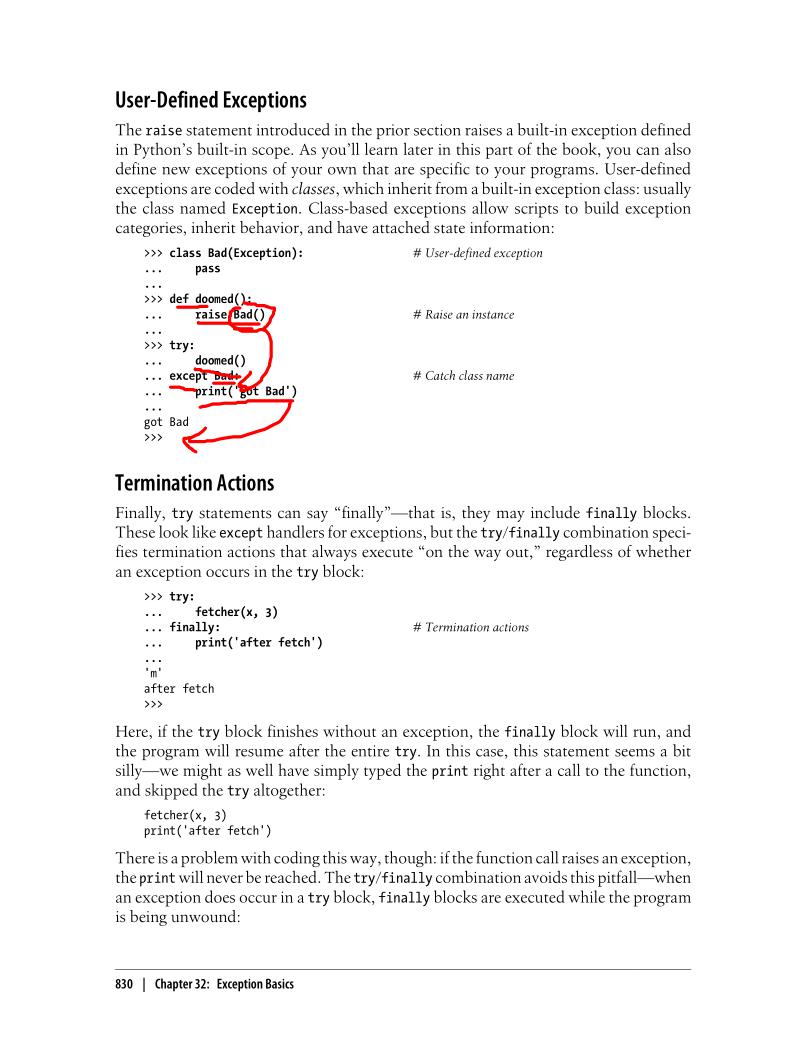 User-Defined Exceptions
The raise statement introduced in the prior section raises a built-in exception defined
in Python’s built-in scope. As you’ll learn later in this part of the book, you can also
define new exceptions of your own that are specific to your programs. User-defined
exceptions are coded with classes, which inherit from a built-in exception class: usually
the class named Exception. Class-based exceptions allow scripts to build exception
categories, inherit behavior, and have attached state information:
>>> class Bad(Exception): # User-defined exception
... pass
...
>>> def doomed():
... raise Bad() # Raise an instance
...
>>> try:
... doomed()
... except Bad: # Catch class name
... print('got Bad')
...
got Bad
>>>
Termination Actions
Finally, try statements can say “finally”—that is, they may include finally blocks.
These look like except handlers for exceptions, but the try/finally combination speci-
fies termination actions that always execute “on the way out,” regardless of whether
an exception occurs in the try block:
>>> try:
... fetcher(x, 3)
... finally: # Termination actions
... print('after fetch')
...
'm'
after fetch
>>>
Here, if the try block finishes without an exception, the finally block will run, and
the program will resume after the entire try. In this case, this statement seems a bit
silly—we might as well have simply typed the print right after a call to the function,
and skipped the try altogether:
fetcher(x, 3)
print('after fetch')
There is a problem with coding this way, though: if the function call raises an exception,
the print will never be reached. The try/finally combination avoids this pitfall—when
an exception does occur in a try block, finally blocks are executed while the program
is being unwound:
830 | Chapter 32: Exception Basics